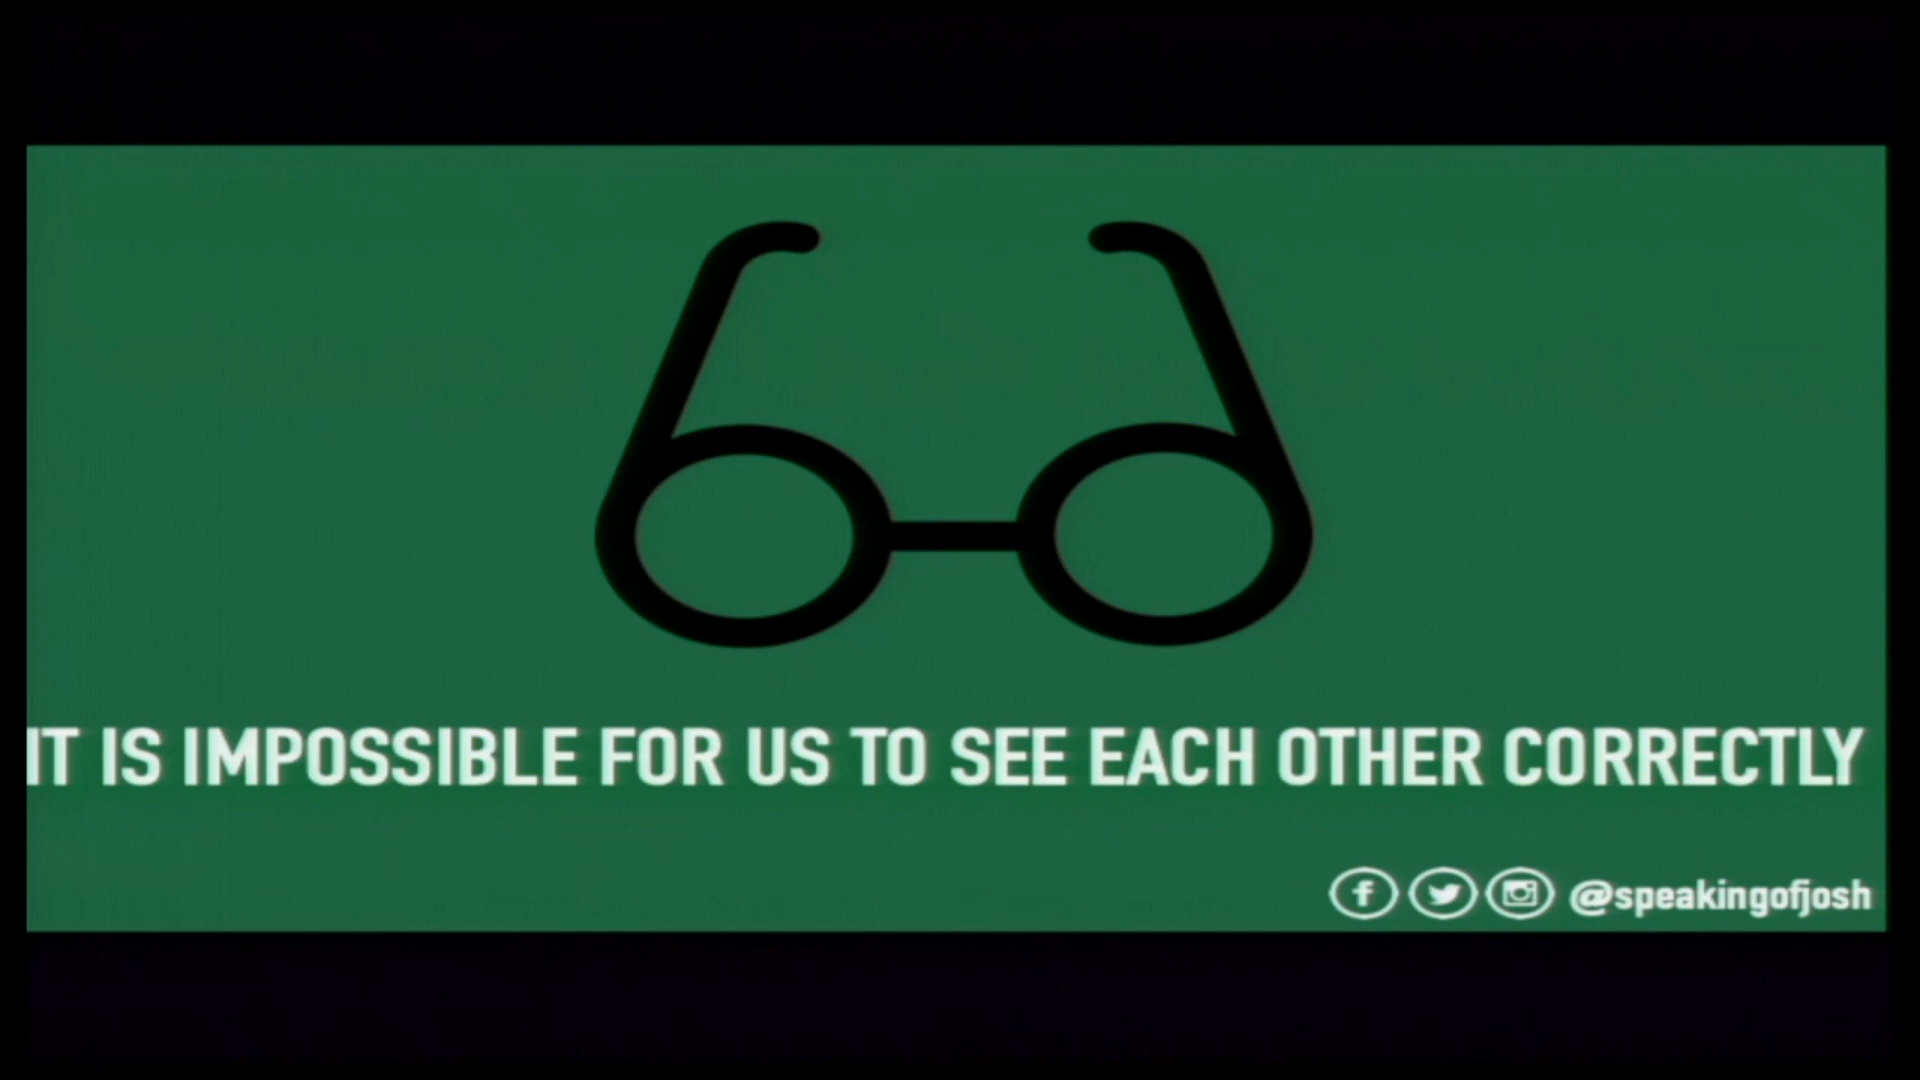 IT IS IMPOSSIBLE FOR US TO SEE EACH OTHER CORRECTLY
@speakingofjosh